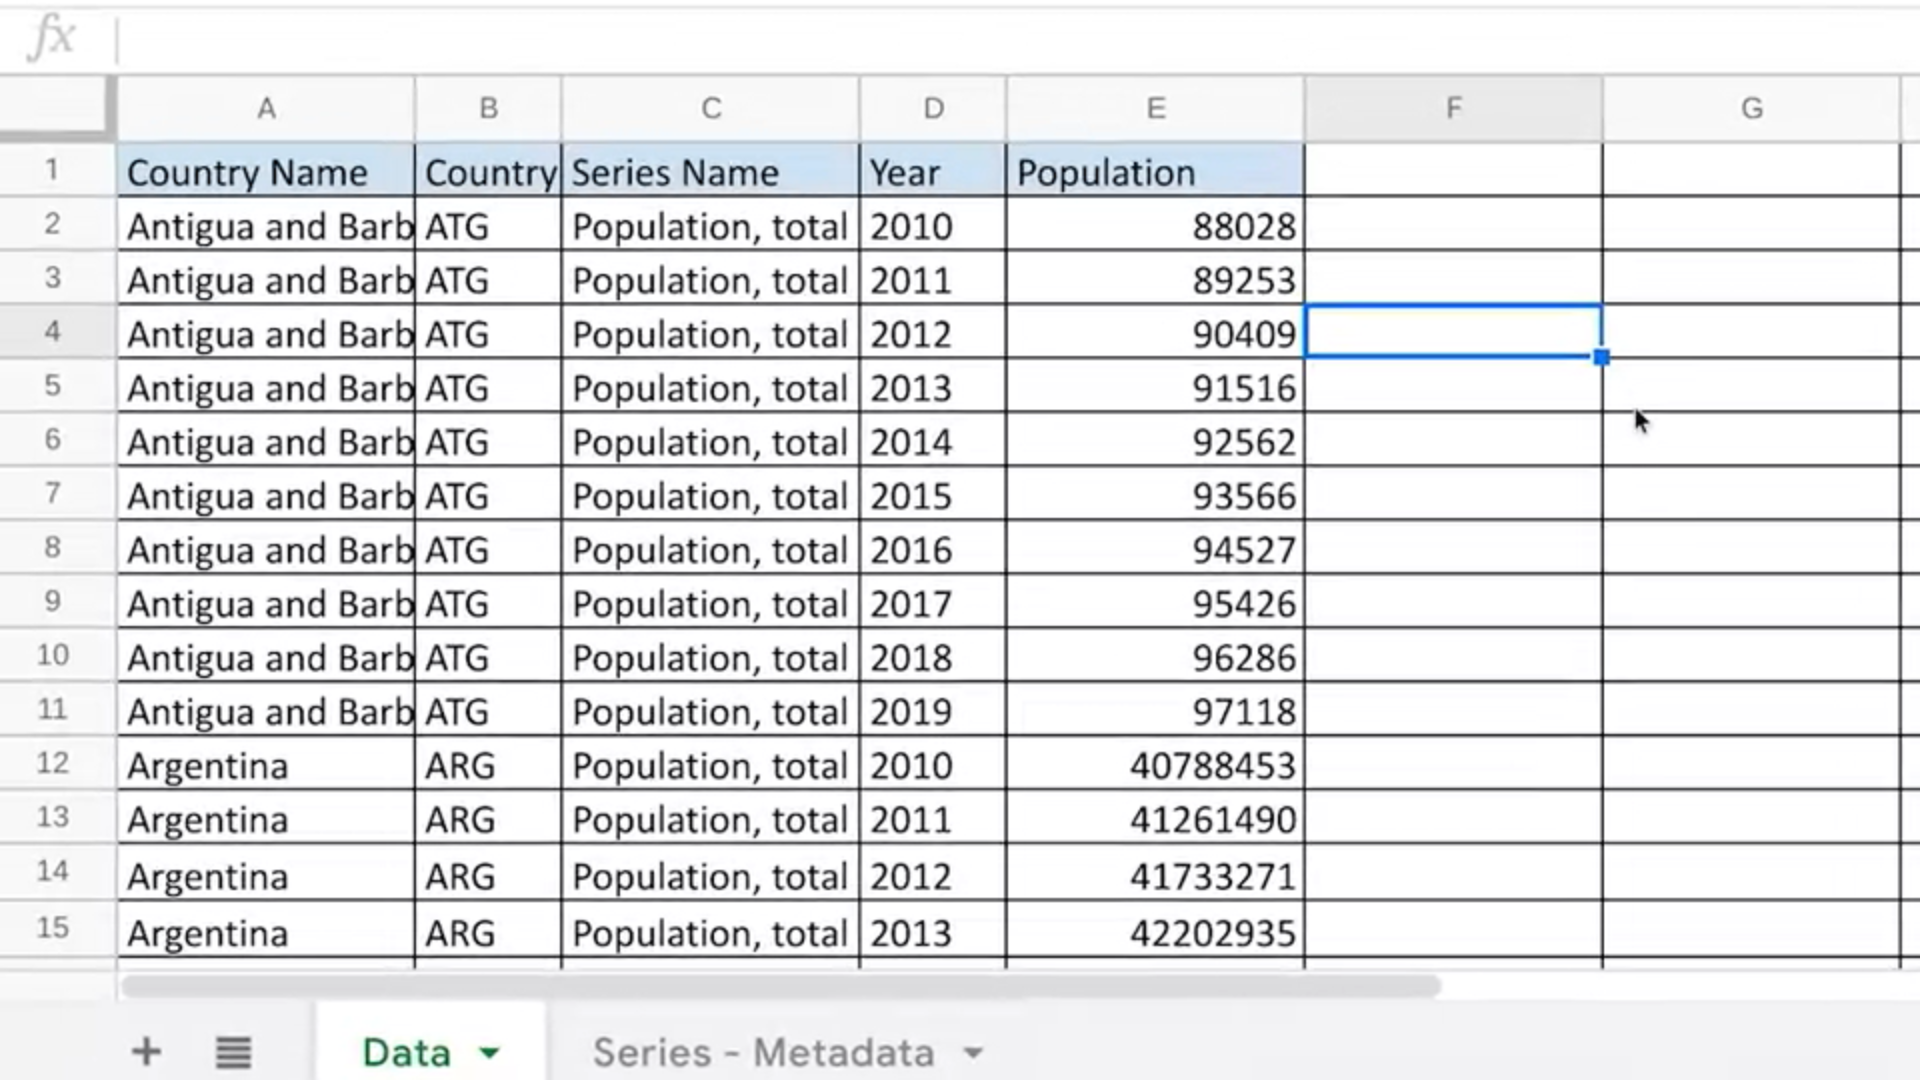 fx
A B C D E F G
1 Country Name Country Series Name Year Population
2 Antigua and Barb ATG Population, total 2010 88028
3 Antigua and Barb ATG Population, total 2011 89253
4 Antigua and Barb ATG Population, total 2012 90409
5 Antigua and Barb ATG Population, total 2013 91516
6 Antigua and Barb ATG Population, total 2014 92562
7 Antigua and Barb ATG Population, total 2015 93566
8 Antigua and Barb ATG Population, total 2016 94527
9 Antigua and Barb ATG Population, total 2017 95426
10 Antigua and Barb ATG Population, total 2018 96286
11 Antigua and Barb ATG Population, total 2019 97118
12 Argentina ARG Population, total 2010 40788453
13 Argentina ARG Population, total 2011 41261490
14 Argentina ARG Population, total 2012 41733271
15 Argentina ARG Population, total 2013 42202935
Data Series - Metadata